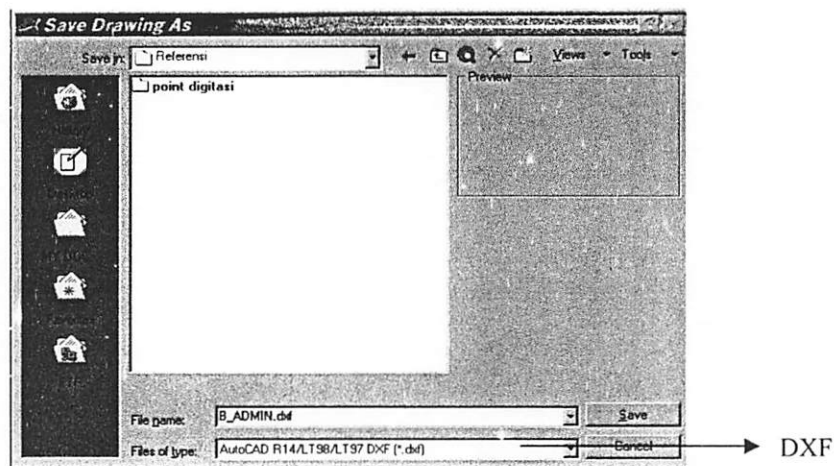 Save Drawing As
Save in: Referensi
Views Tools
point digitasi
Preview
File name: B_ADMIN.dxf Save
Files of type: AutoCAD R14/LT98/LT97 DXF (*.dxf) Cancel
DXF